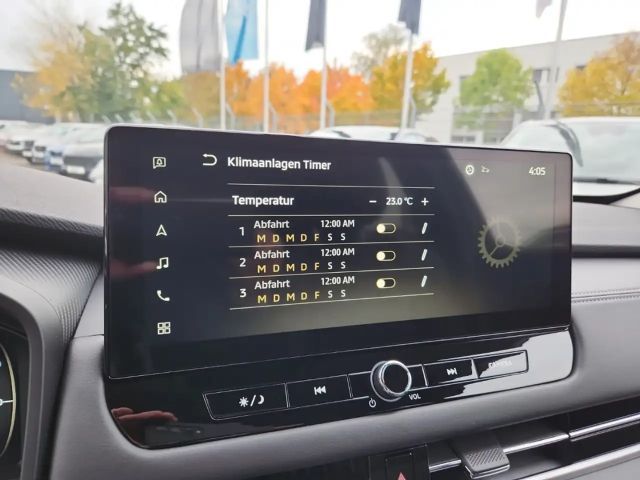 Klimaanlagen Timer
4:05
Temperatur − 23.0 °C +
1 Abfahrt 12:00 AM
M D M D F S S
2 Abfahrt 12:00 AM
M D M D F S S
3 Abfahrt 12:00 AM
M D M D F S S
VOL
CAMERA